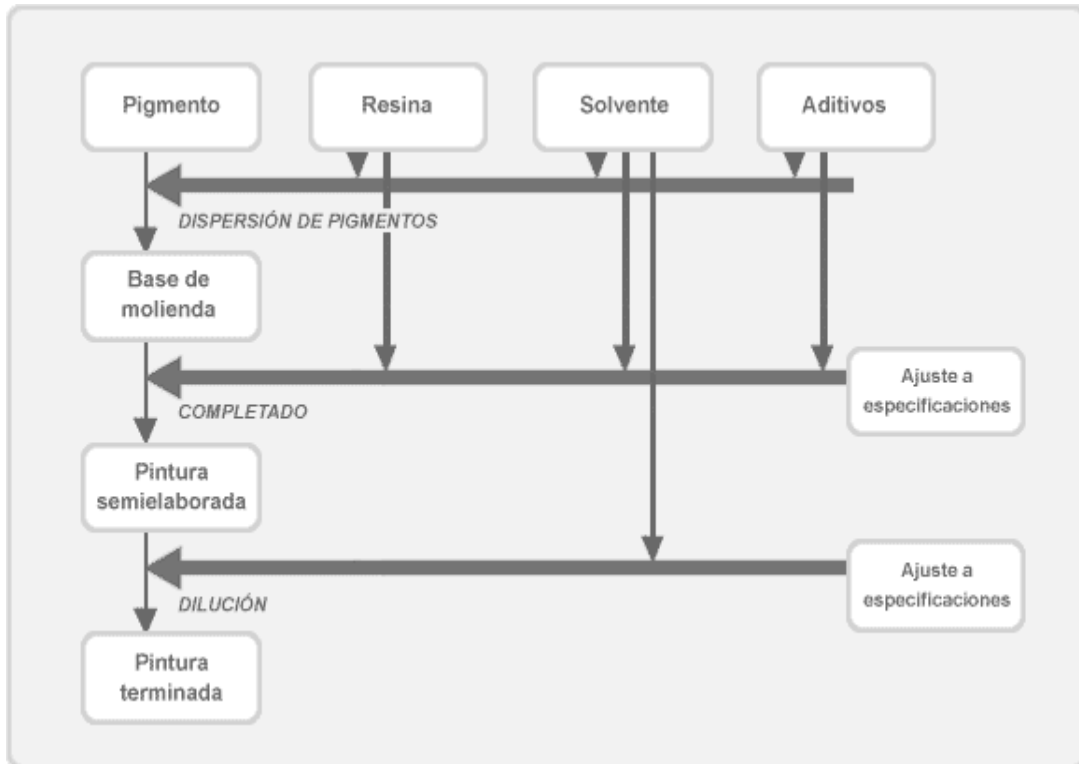 Pigmento
Resina
Solvente
Aditivos
DISPERSIÓN DE PIGMENTOS
Base de
molienda
Ajuste a
especificaciones
COMPLETADO
Pintura
semielaborada
Ajuste a
especificaciones
DILUCIÓN
Pintura
terminada